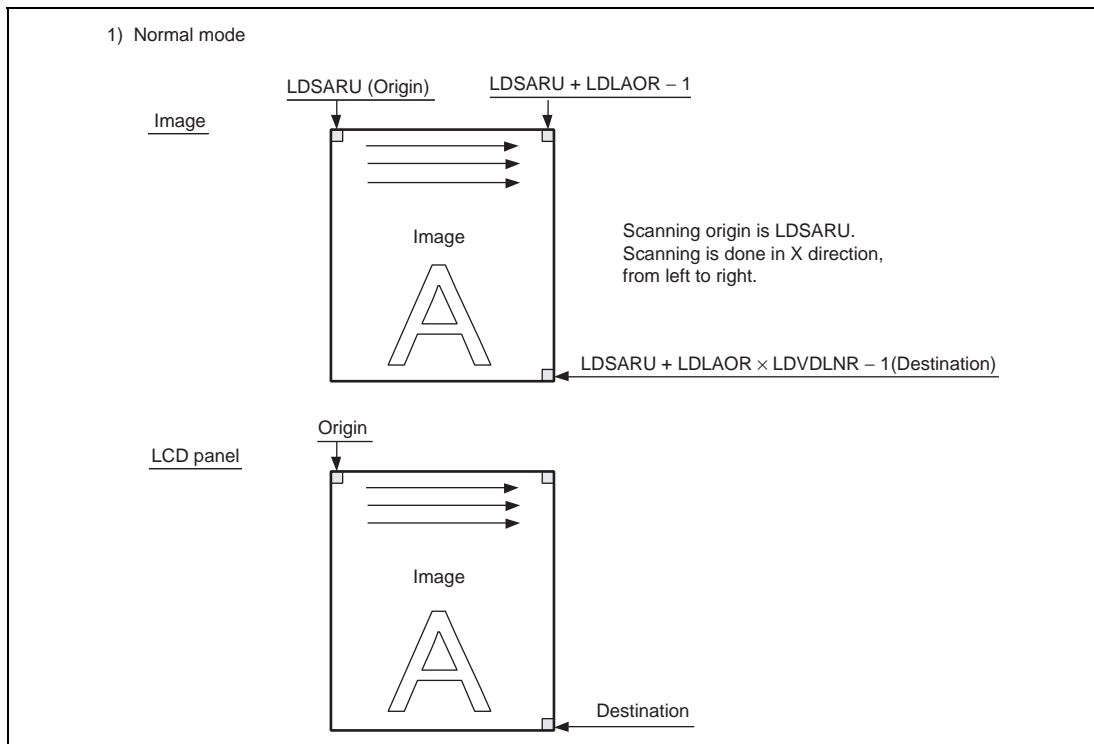 1) Normal mode
LDSARU (Origin)
LDSARU + LDLAOR − 1
Image
Image
A
Scanning origin is LDSARU.
Scanning is done in X direction,
from left to right.
LDSARU + LDLAOR × LDVDLNR − 1(Destination)
Origin
LCD panel
Image
A
Destination